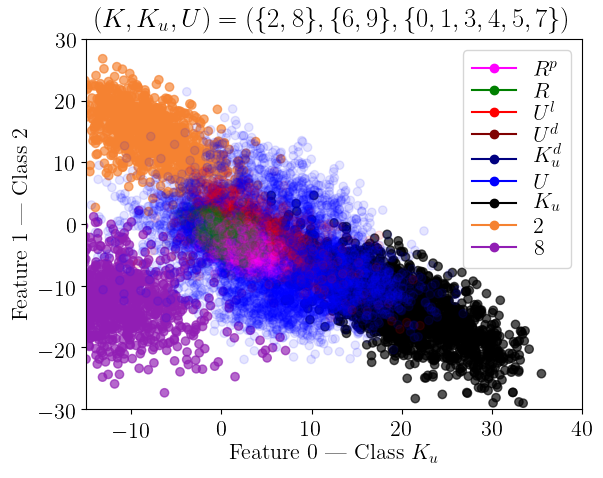 (K, K_u, U) = ({2, 8}, {6, 9}, {0, 1, 3, 4, 5, 7})
30
20
10
0
−10
−20
−30
Feature 1 — Class 2
R^p
R
U^l
U^d
K_u^d
U
K_u
2
8
−10
0
10
20
30
40
Feature 0 — Class K_u